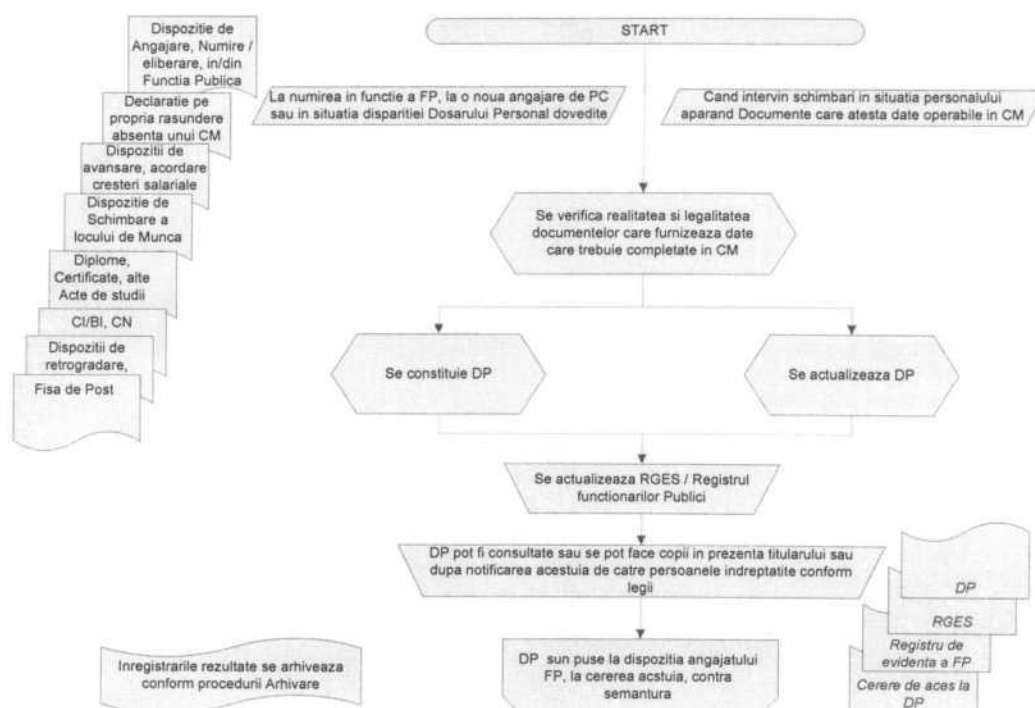 START
Dispozitie de
Angajare, Numire /
eliberare, in/din
Functia Publica
Declaratie pe
propria rasundere
absenta unui CM
Dispozitii de
avansare, acordare
cresteri salariale
Dispozitie de
Schimbare a
locului de Munca
Diplome,
Certificate, alte
Acte de studii
CI/BI, CN
Dispozitii de
retrogradare,
Fisa de Post
La numirea in functie a FP, la o noua angajare de PC
sau in situatia disparitiei Dosarului Personal dovedite
Cand intervin schimbari in situatia personalului
aparand Documente care atesta date operabile in CM
Se verifica realitatea si legalitatea
documentelor care furnizeaza date
care trebuie completate in CM
Se constituie DP
Se actualizeaza DP
Se actualizeaza RGES / Registrul
functionarilor Publici
DP pot fi consultate sau se pot face copii in prezenta titularului sau
dupa notificarea acestuia de catre persoanele indreptatite conform
legii
DP sun puse la dispozitia angajatului
FP, la cererea acstuia, contra
semantura
DP
RGES
Registru de
evidenta a FP
Cerere de aces la
DP
Inregistrarile rezultate se arhiveaza
conform procedurii Arhivare